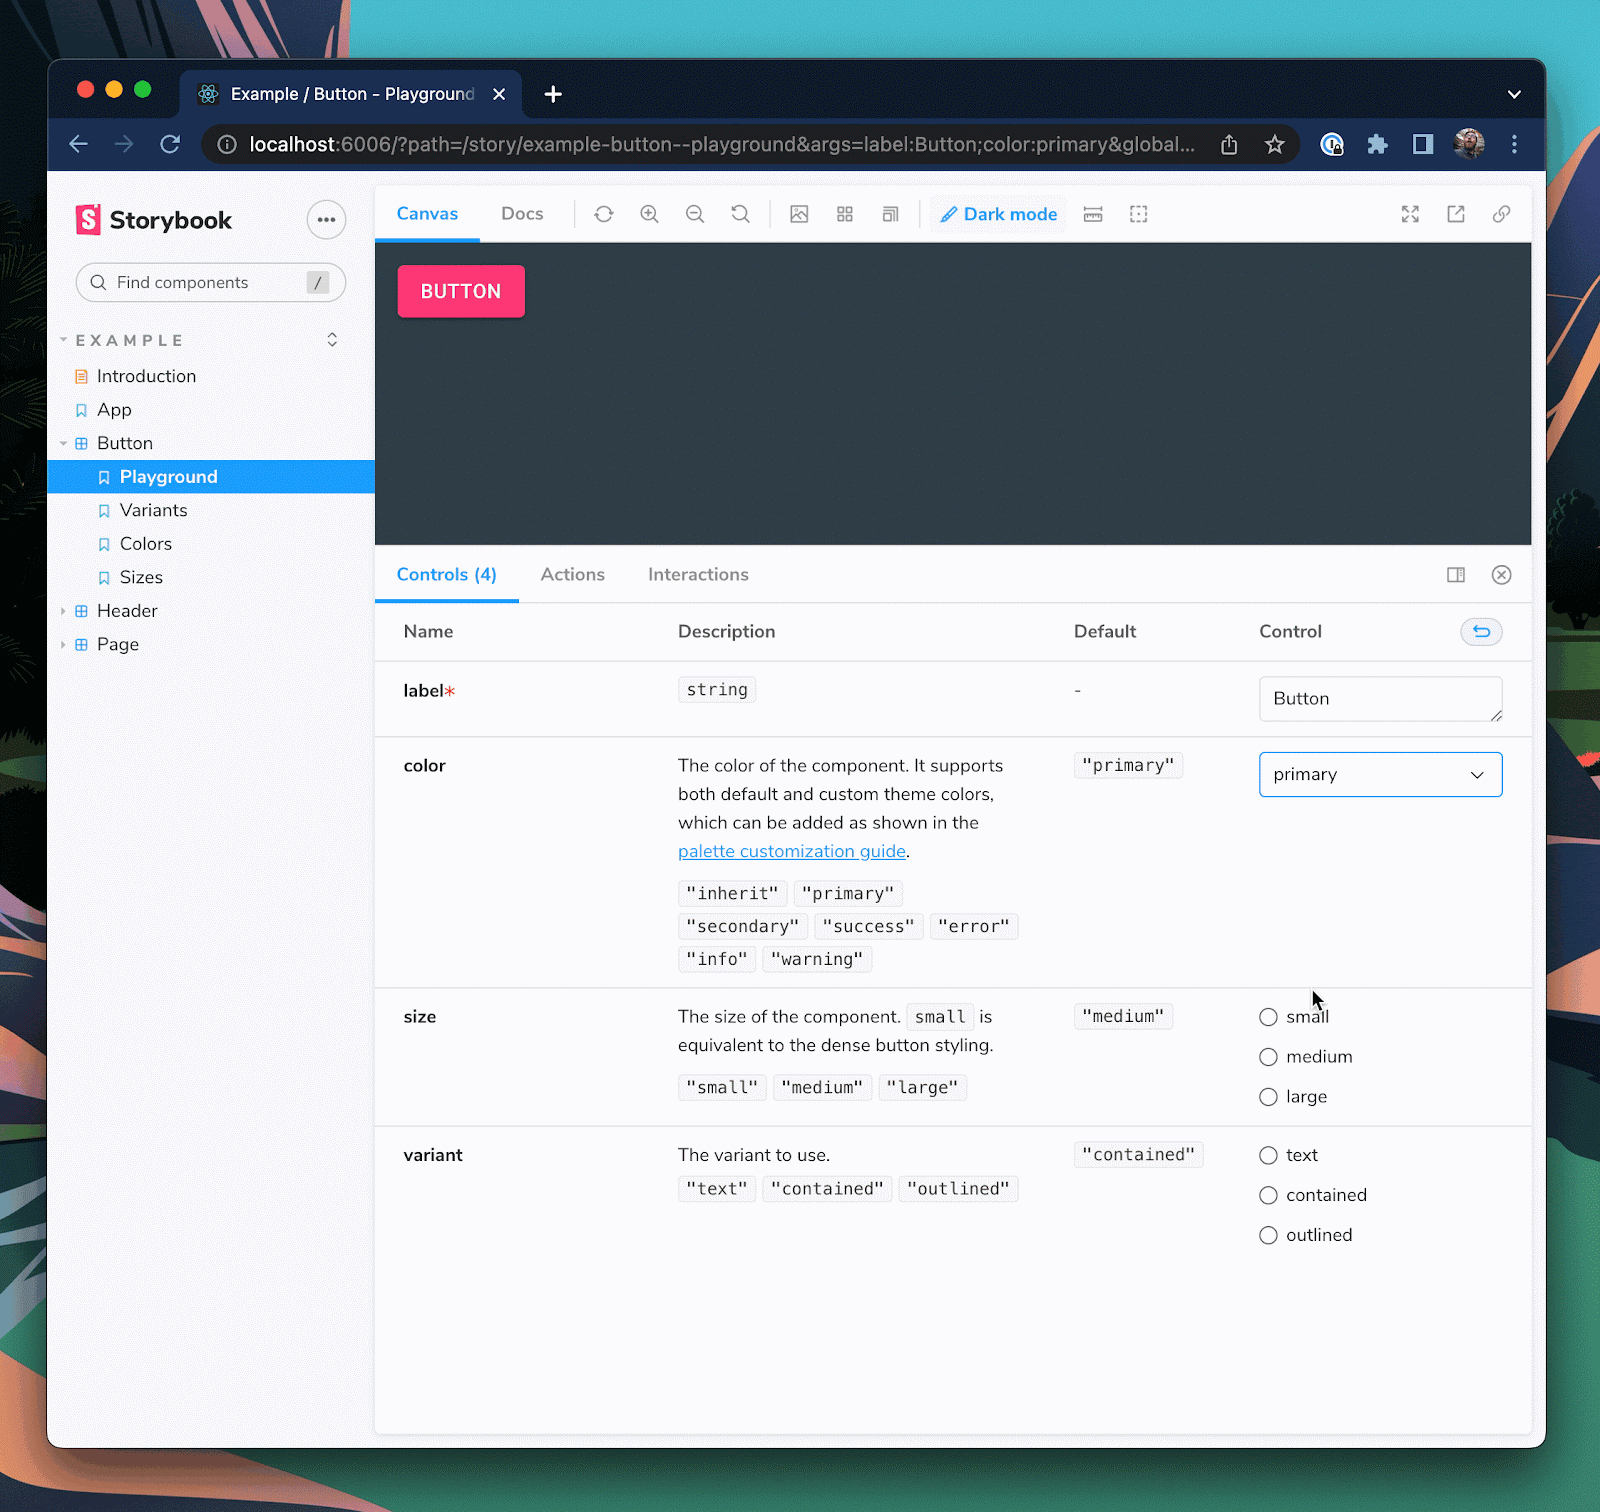 Example / Button - Playground
localhost:6006/?path=/story/example-button--playground&args=label:Button;color:primary&global...
Storybook
Canvas
Docs
Dark mode
Find components
/
BUTTON
EXAMPLE
Introduction
App
Button
Playground
Variants
Colors
Sizes
Header
Page
Controls (4)
Actions
Interactions
Name
Description
Default
Control
label*
string
-
Button
color
The color of the component. It supports
both default and custom theme colors,
which can be added as shown in the
palette customization guide.
"inherit" "primary"
"secondary" "success" "error"
"info" "warning"
"primary"
primary
size
The size of the component. small is
equivalent to the dense button styling.
"small" "medium" "large"
"medium"
small
medium
large
variant
The variant to use.
"text" "contained" "outlined"
"contained"
text
contained
outlined